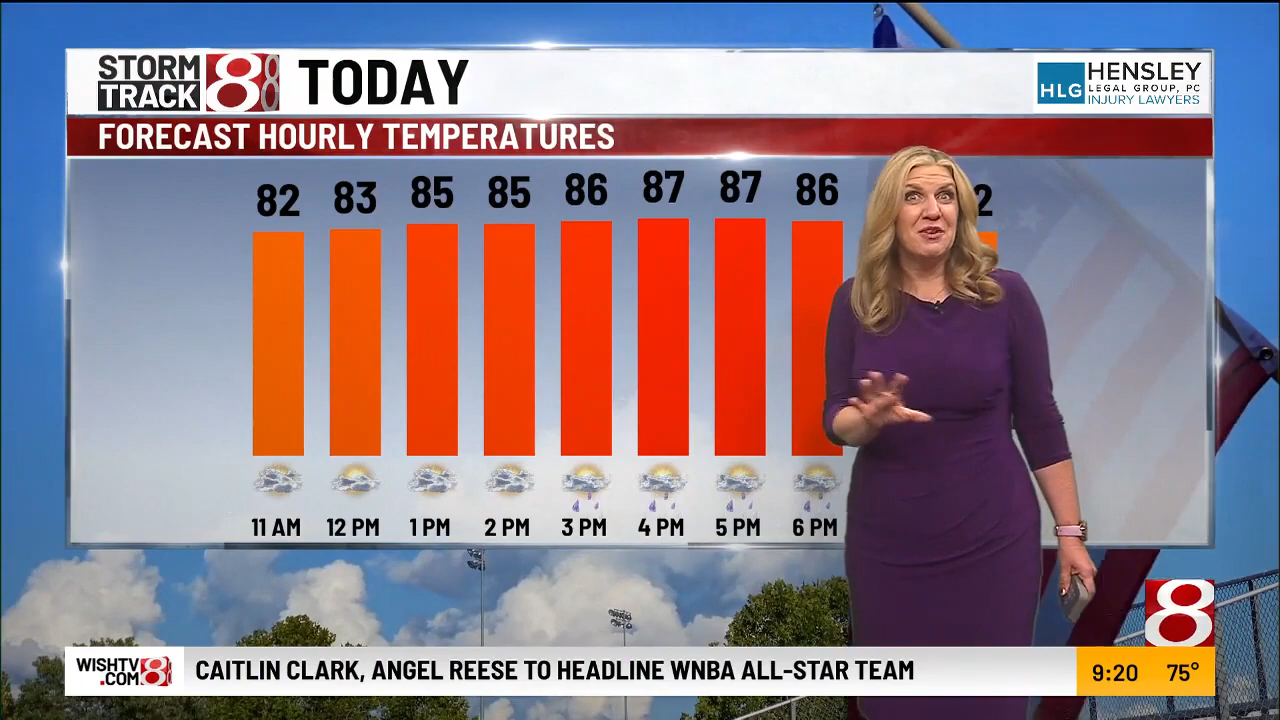 STORM
TRACK 8
TODAY
HLG HENSLEY
LEGAL GROUP, PC
INJURY LAWYERS
FORECAST HOURLY TEMPERATURES
82 83 85 85 86 87 87 86
11 AM 12 PM 1 PM 2 PM 3 PM 4 PM 5 PM 6 PM
8
WISHTV
.COM 8
CAITLIN CLARK, ANGEL REESE TO HEADLINE WNBA ALL-STAR TEAM
9:20 75°